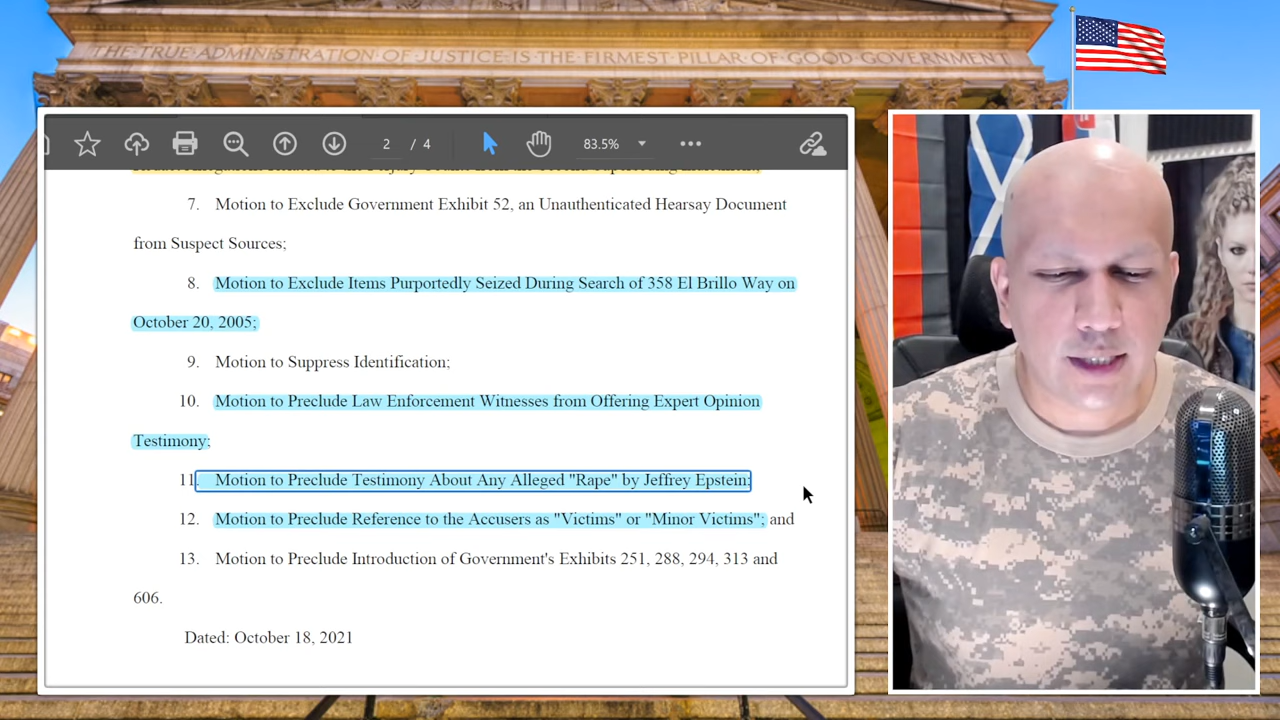 THE TRUE ADMINISTRATION OF JUSTICE IS THE FIRMEST PILLAR OF GOOD GOVERNMENT
2 / 4
83.5%
7. Motion to Exclude Government Exhibit 52, an Unauthenticated Hearsay Document
from Suspect Sources;
8. Motion to Exclude Items Purportedly Seized During Search of 358 El Brillo Way on
October 20, 2005;
9. Motion to Suppress Identification;
10. Motion to Preclude Law Enforcement Witnesses from Offering Expert Opinion
Testimony;
11. Motion to Preclude Testimony About Any Alleged "Rape" by Jeffrey Epstein;
12. Motion to Preclude Reference to the Accusers as "Victims" or "Minor Victims"; and
13. Motion to Preclude Introduction of Government's Exhibits 251, 288, 294, 313 and
606.
Dated: October 18, 2021